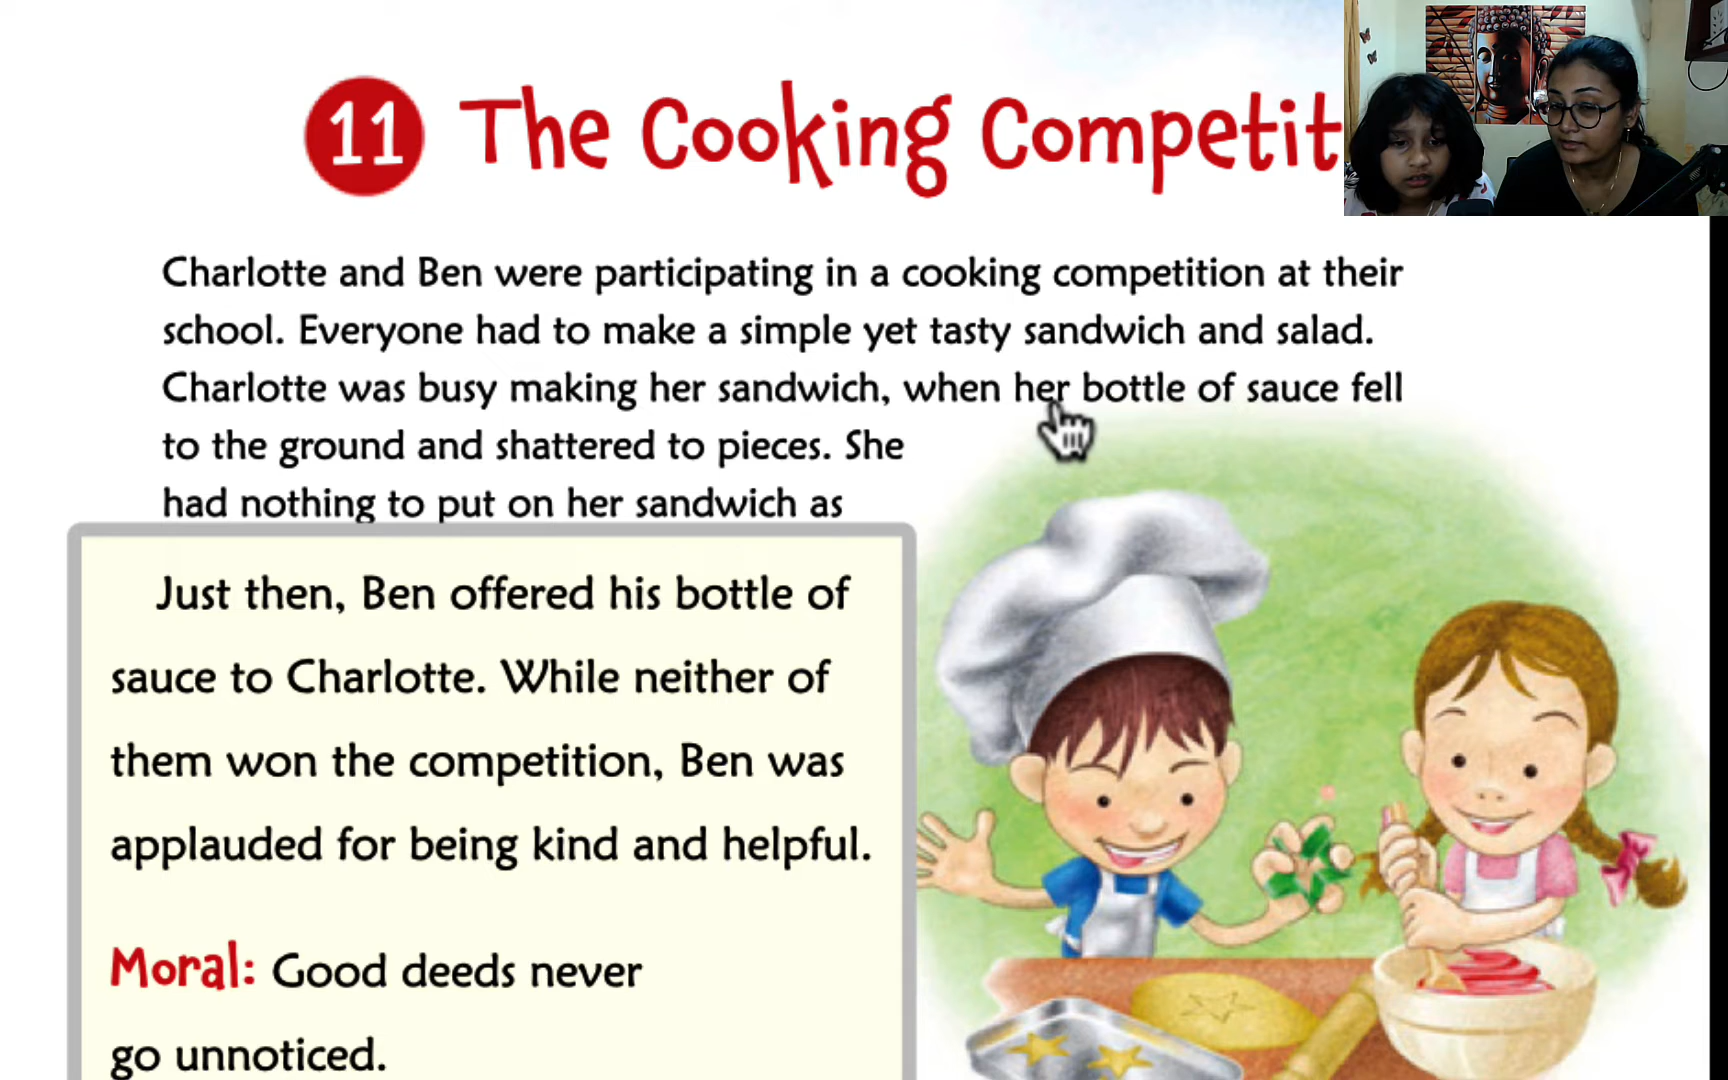 11 The Cooking Competit
Charlotte and Ben were participating in a cooking competition at their
school. Everyone had to make a simple yet tasty sandwich and salad.
Charlotte was busy making her sandwich, when her bottle of sauce fell
to the ground and shattered to pieces. She
had nothing to put on her sandwich as
Just then, Ben offered his bottle of
sauce to Charlotte. While neither of
them won the competition, Ben was
applauded for being kind and helpful.
Moral: Good deeds never
go unnoticed.